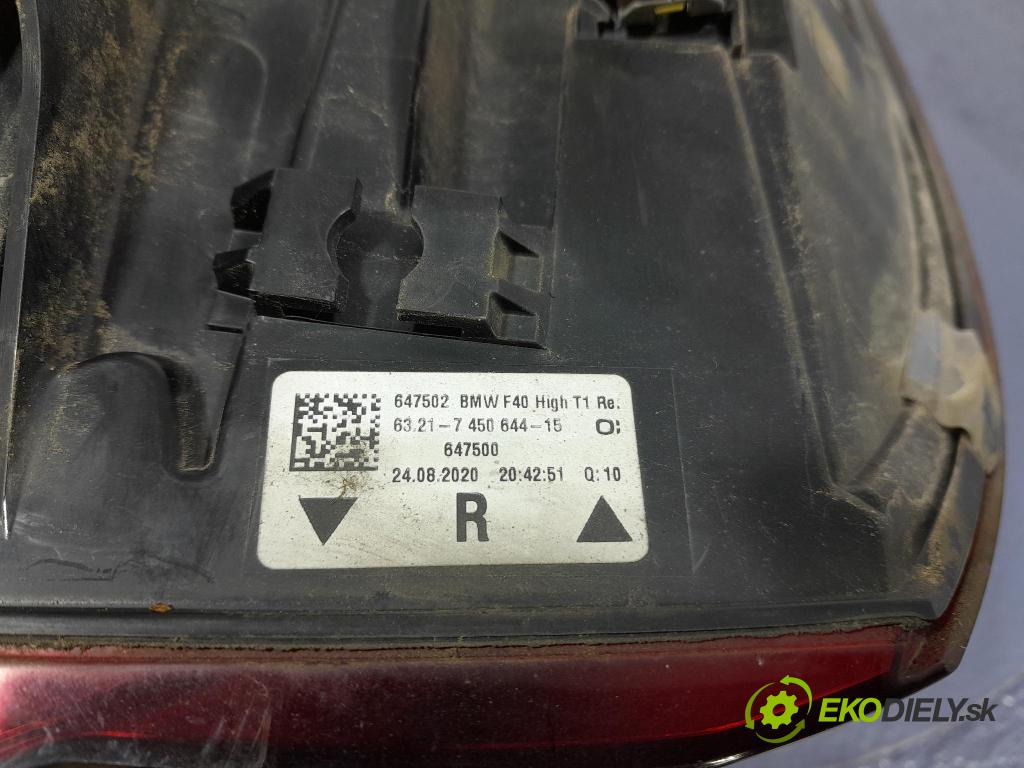 647502 BMW F40 High T1 Re.
63.21-7 450 644-15
647500
24.08.2020 20:42:51 Q:10
R
EKODIELY.sk